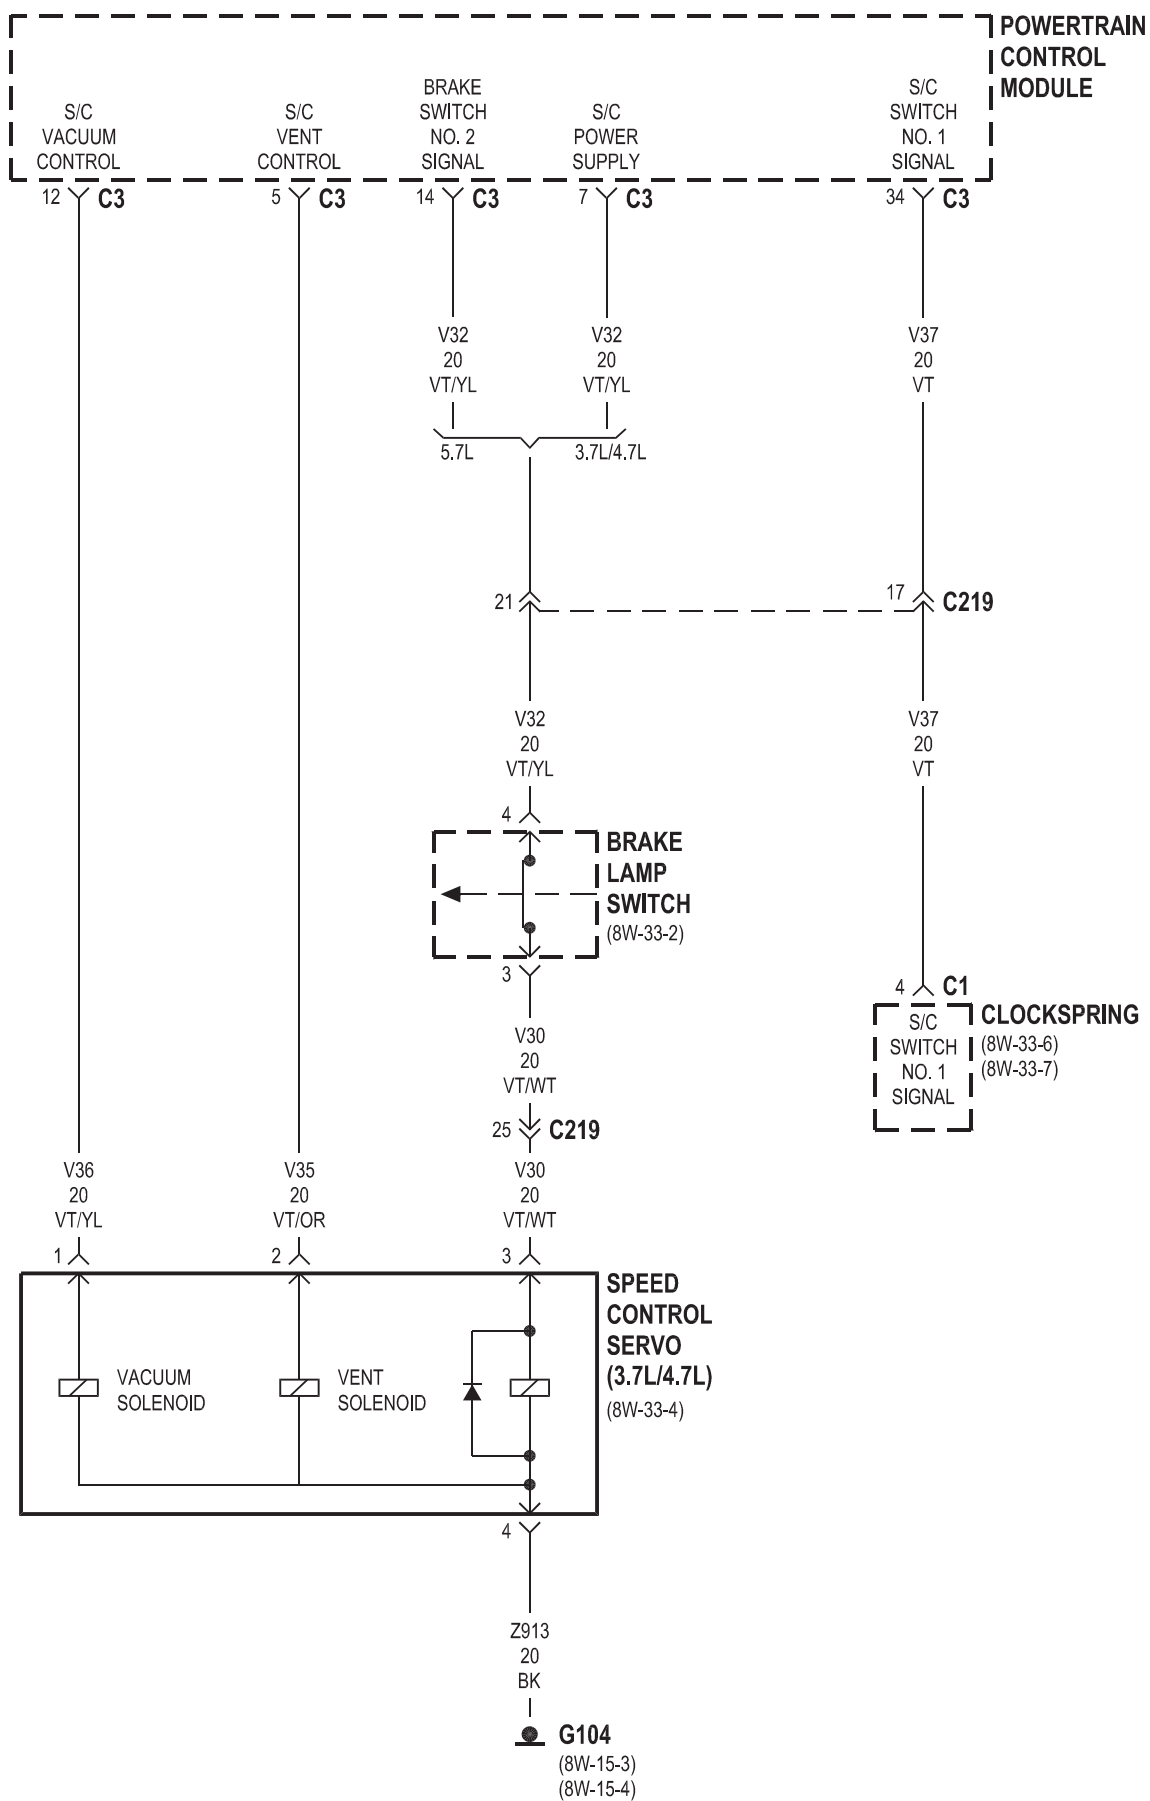 POWERTRAIN
CONTROL
MODULE
S/C
VACUUM
CONTROL
S/C
VENT
CONTROL
BRAKE
SWITCH
NO. 2
SIGNAL
S/C
POWER
SUPPLY
S/C
SWITCH
NO. 1
SIGNAL
12 C3
5 C3
14 C3
7 C3
34 C3
V32
20
VT/YL
V32
20
VT/YL
V37
20
VT
5.7L
3.7L/4.7L
21
17 C219
V32
20
VT/YL
V37
20
VT
4
BRAKE
LAMP
SWITCH
(8W-33-2)
3
4 C1
S/C
SWITCH
NO. 1
SIGNAL
CLOCKSPRING
(8W-33-6)
(8W-33-7)
V30
20
VT/WT
25 C219
V36
20
VT/YL
V35
20
VT/OR
V30
20
VT/WT
1
2
3
SPEED
CONTROL
SERVO
(3.7L/4.7L)
(8W-33-4)
VACUUM
SOLENOID
VENT
SOLENOID
4
Z913
20
BK
G104
(8W-15-3)
(8W-15-4)